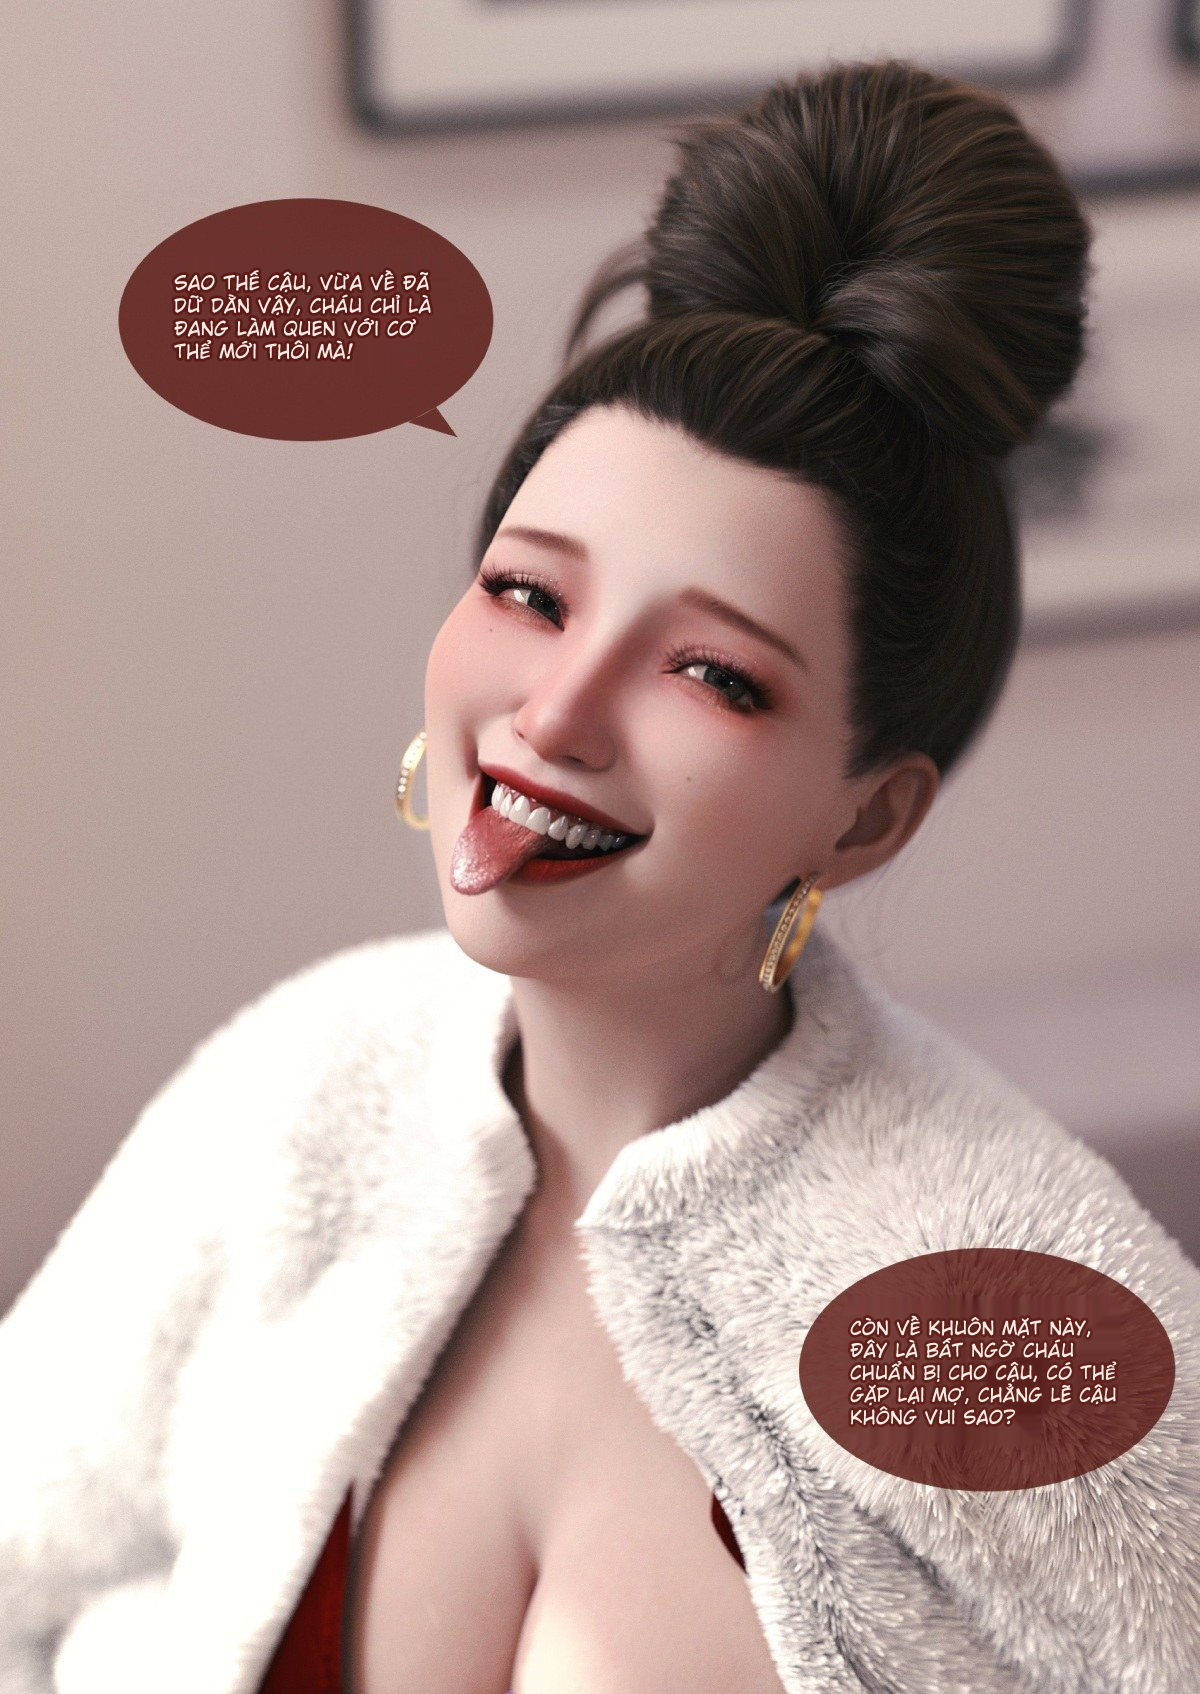 SAO THẾ CẬU, VỪA VỀ ĐÃ
DỮ DẰN VẬY, CHÁU CHỈ LÀ
ĐANG LÀM QUEN VỚI CƠ
THỂ MỚI THÔI MÀ!
CÒN VỀ KHUÔN MẶT NÀY,
ĐÂY LÀ BẤT NGỜ CHÁU
CHUẨN BỊ CHO CẬU, CÓ THỂ
GẶP LẠI MỢ, CHẲNG LẼ CẬU
KHÔNG VUI SAO?